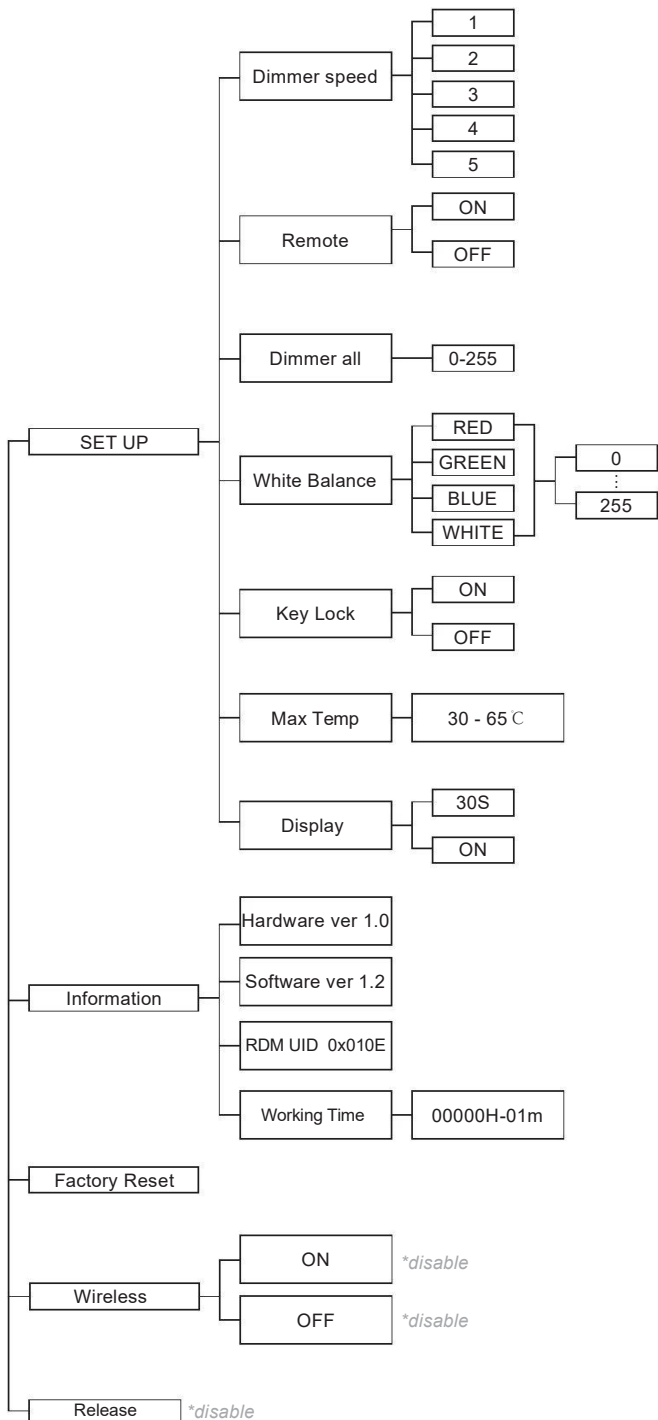 1
2
Dimmer speed
3
4
5
ON
Remote
OFF
Dimmer all
0-255
SET UP
RED
GREEN
White Balance
BLUE
WHITE
0
⋮
255
ON
Key Lock
OFF
Max Temp
30 - 65℃
30S
Display
ON
Hardware ver 1.0
Software ver 1.2
Information
RDM UID 0x010E
Working Time
00000H-01m
Factory Reset
ON
*disable
Wireless
OFF
*disable
Release
*disable